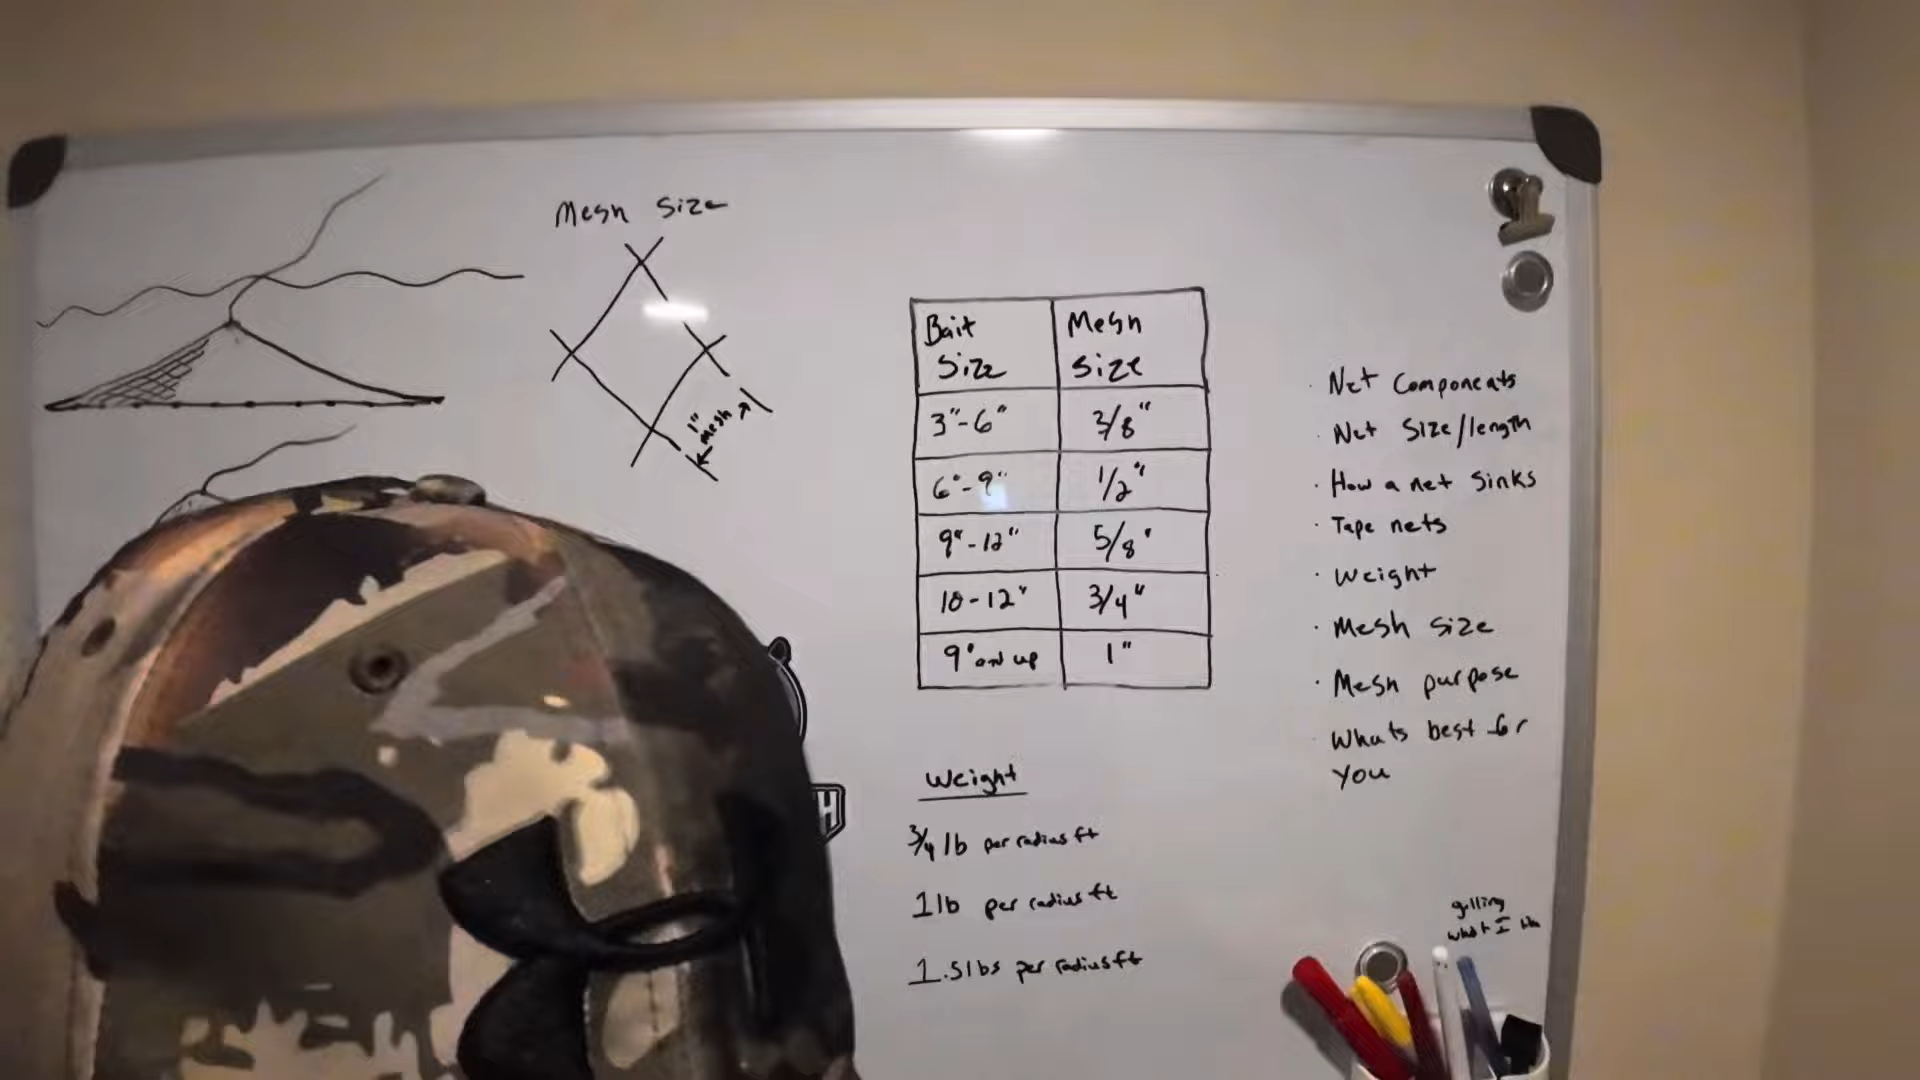 Mesh Size
1"
mesh
Bait Size
Mesh Size
3"-6"
3/8"
6"-9"
1/2"
9"-12"
5/8"
10-12"
3/4"
9" and up
1"
Weight
3/4 lb per radius ft
1 lb per radius ft
1.5 lbs per radius ft
· Net Components
· Net Size/length
· How a net Sinks
· Tape nets
· Weight
· Mesh size
· Mesh purpose
· Whats best for
you
gilling
what I
H